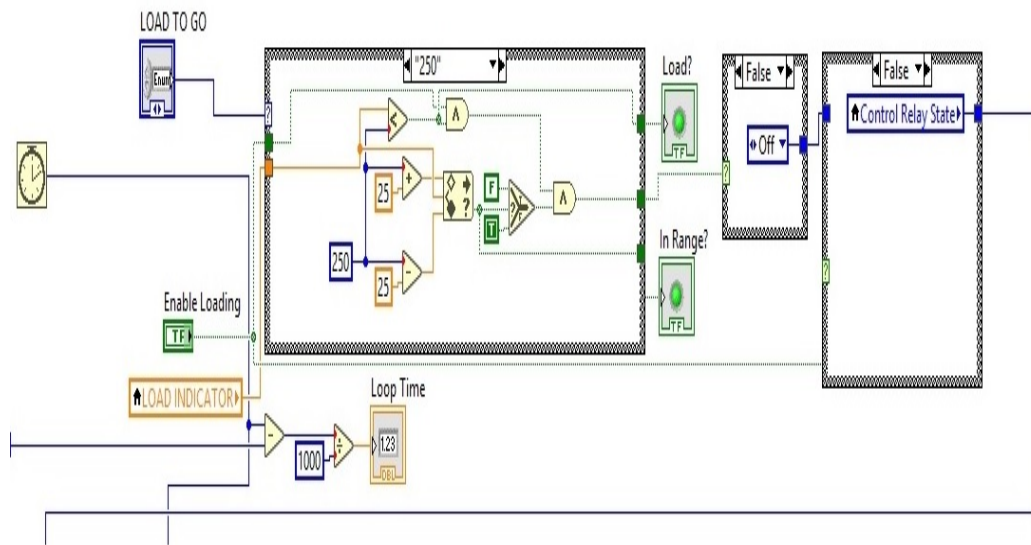 LOAD TO GO
Enum
"250"
Load?
TF
False
False
Control Relay State
Off
25
F
T
In Range?
TF
250
25
Enable Loading
TF
LOAD INDICATOR
Loop Time
1000
1.23
DBL